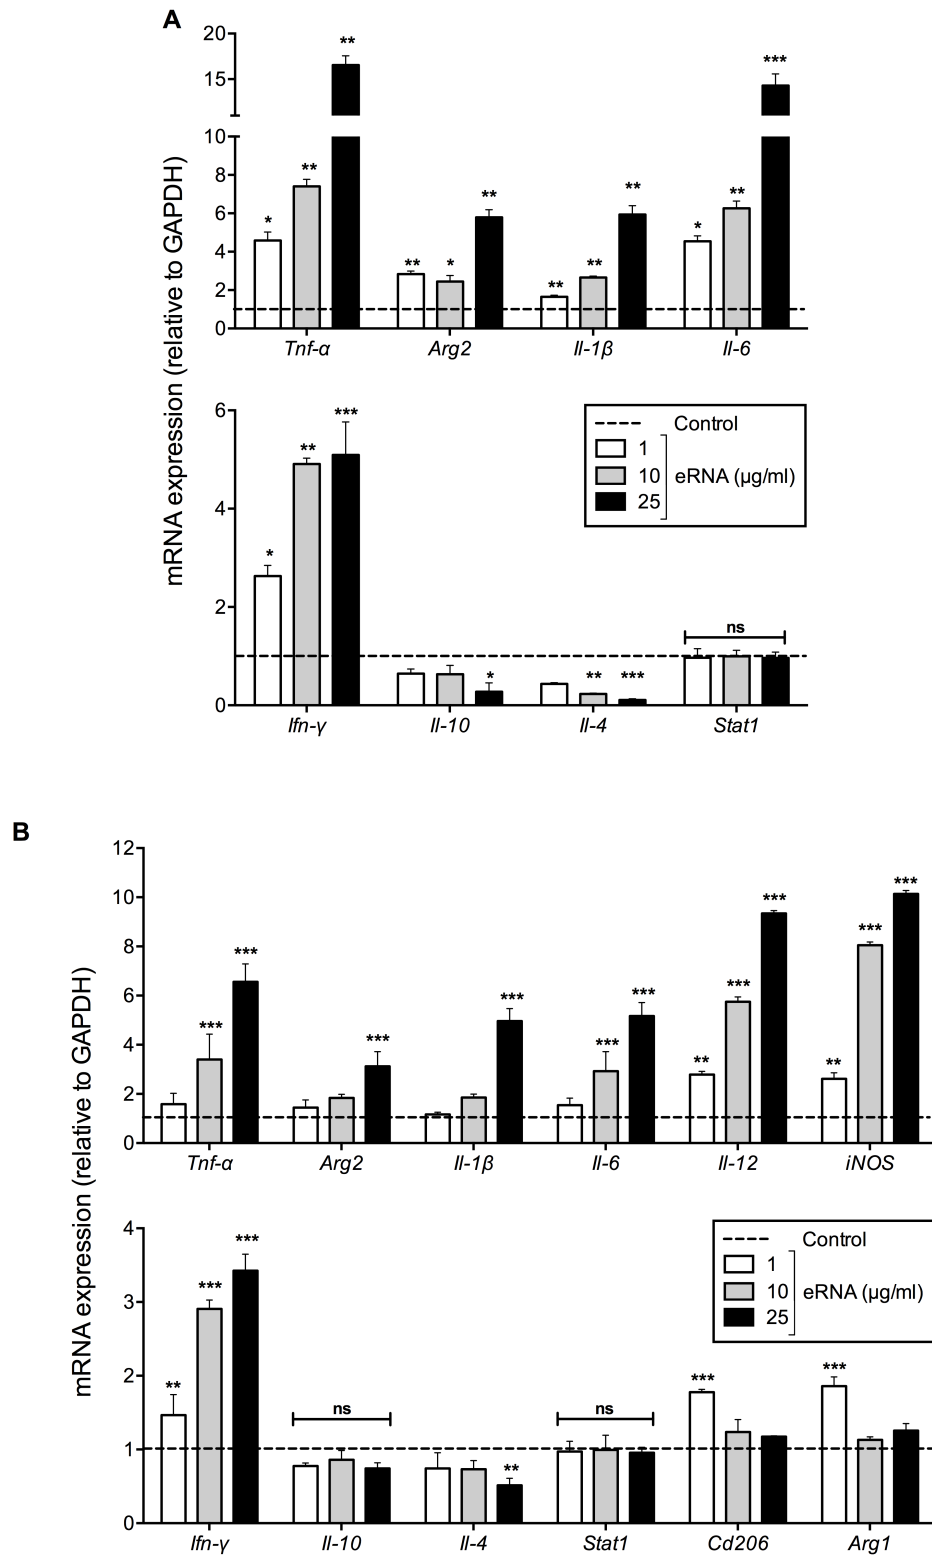 A
mRNA expression (relative to GAPDH)
20
15
10
8
6
4
2
0
* ** **
** * **
** ** **
* ** ***
Tnf-α Arg2 Il-1β Il-6
6
4
2
0
* ** ***
*
** ***
ns
Ifn-γ Il-10 Il-4 Stat1
Control
1
10 eRNA (µg/ml)
25
B
mRNA expression (relative to GAPDH)
12
10
8
6
4
2
0
*** ***
***
***
*** ***
** *** ***
** *** ***
Tnf-α Arg2 Il-1β Il-6 Il-12 iNOS
4
3
2
1
0
** *** ***
ns
**
ns
***
***
Ifn-γ Il-10 Il-4 Stat1 Cd206 Arg1
Control
1
10 eRNA (µg/ml)
25